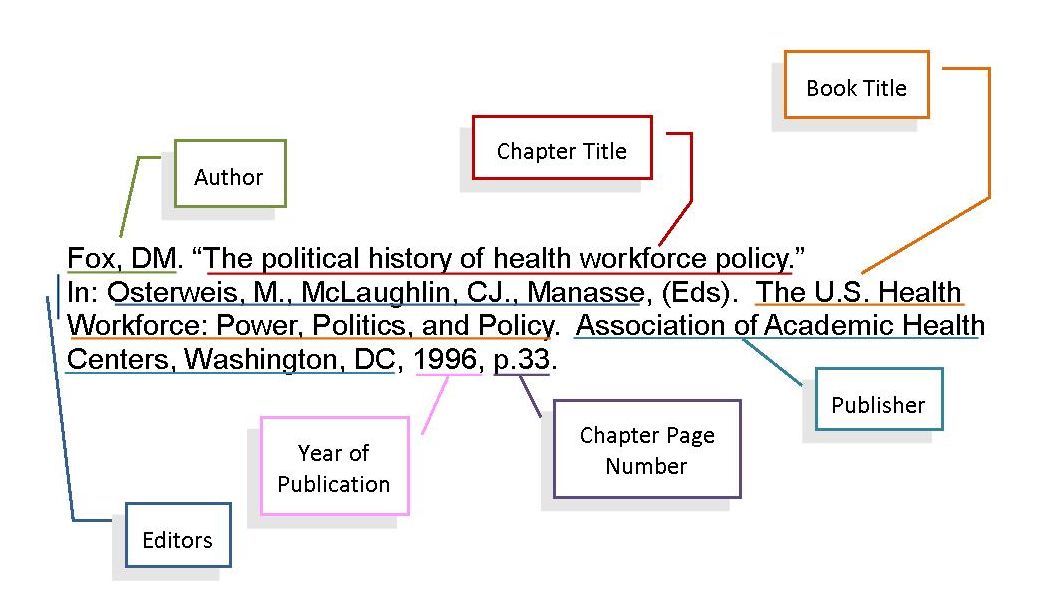 Book Title
Chapter Title
Author
Fox, DM. “The political history of health workforce policy.”
In: Osterweis, M., McLaughlin, CJ., Manasse, (Eds).  The U.S. Health
Workforce: Power, Politics, and Policy.  Association of Academic Health
Centers, Washington, DC, 1996, p.33.
Publisher
Chapter Page
Number
Year of
Publication
Editors